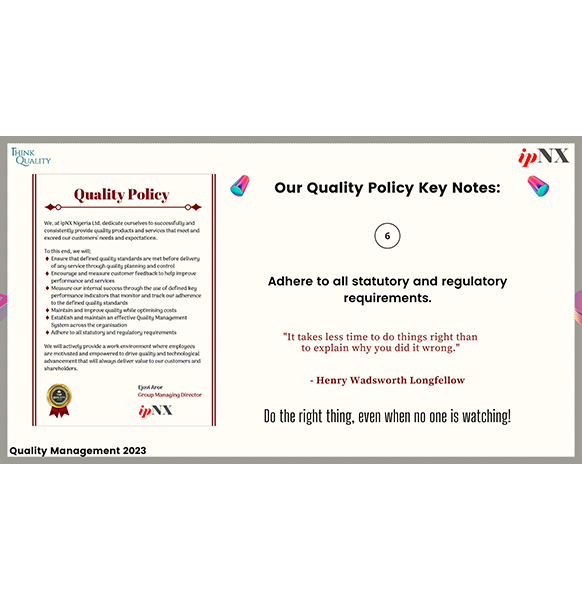 THINK
QUALITY
ipNX
Quality Policy
We, at ipNX Nigeria Ltd, dedicate ourselves to successfully and
consistently provide quality products and services that meet and
exceed our customers' needs and expectations.
To this end, we will;
Ensure that defined quality standards are met before delivery
of any service through quality planning and control
Encourage and measure customer feedback to help improve
performance and services
Measure our internal success through the use of defined key
performance indicators that monitor and track our adherence
to the defined quality standards
Maintain and improve quality while optimising costs
Establish and maintain an effective Quality Management
System across the organisation
Adhere to all statutory and regulatory requirements
We will actively provide a work environment where employees
are motivated and empowered to drive quality and technological
advancement that will always deliver value to our customers and
shareholders.
Ejovi Aror
Group Managing Director
ipNX
Our Quality Policy Key Notes:
6
Adhere to all statutory and regulatory
requirements.
"It takes less time to do things right than
to explain why you did it wrong."
- Henry Wadsworth Longfellow
Do the right thing, even when no one is watching!
Quality Management 2023